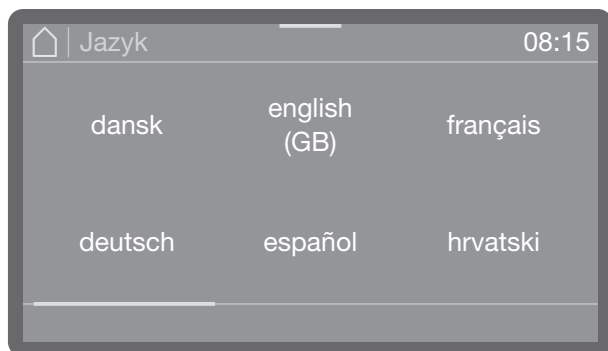 Jazyk
08:15
dansk
english
(GB)
français
deutsch
español
hrvatski